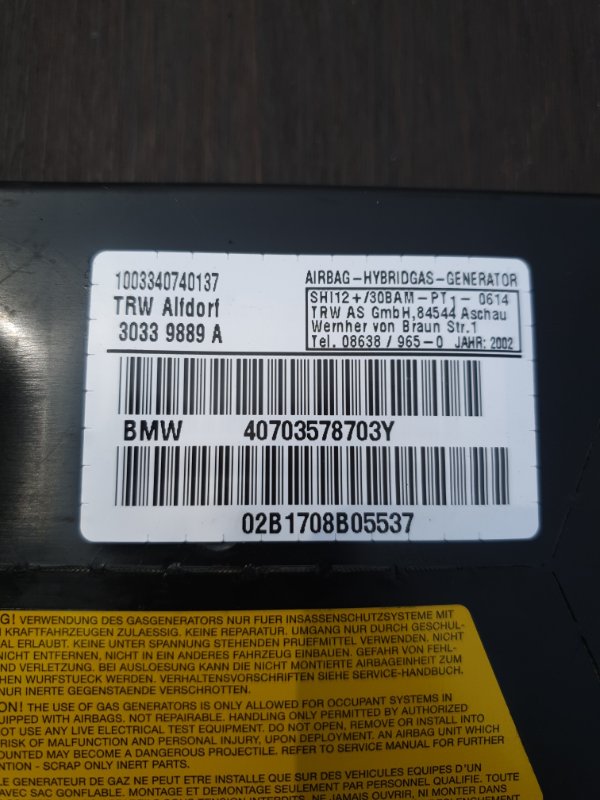 1003340740137
TRW Alfdorf
3033 9889 A
AIRBAG-HYBRIDGAS-GENERATOR
SHI12+/30BAM-PT1-0614
TRW AS GmbH,84544 Aschau
Wernher von Braun Str.1
Tel. 08638 / 965-0 JAHR: 2002
BMW 40703578703Y
02B1708B05537
G! VERWENDUNG DES GASGENERATORS NUR FUER INSASSENSCHUTZSYSTEME MIT
KRAFTFAHRZEUGEN ZULAESSIG. KEINE REPARATUR. UMGANG NUR DURCH GESCHUL-
AL ERLAUBT. KEINE UNTER SPANNUNG STEHENDEN PRUEFMITTEL VERWENDEN, NICHT
NICHT ENTFERNEN, NICHT IN EIN ANDERES FAHRZEUG EINBAUEN. GEFAHR VON FEHL-
ND VERLETZUNG. BEI AUSLOESUNG KANN DIE NICHT MONTIERTE AIRBAGEINHEIT ZUM
HEN WURFSTUECK WERDEN. VERHALTENSVORSCHRIFTEN SIEHE SERVICE-HANDBUCH,
NUR INERTE GEGENSTAENDE VERSCHROTTEN.
ON! THE USE OF GAS GENERATORS IS ONLY ALLOWED FOR OCCUPANT SYSTEMS IN
UIPPED WITH AIRBAGS. NOT REPAIRABLE. HANDLING ONLY PERMITTED BY AUTHORIZED
OT USE ANY LIVE ELECTRICAL TEST EQUIPMENT. DO NOT OPEN, REMOVE OR INSTALL INTO
RISK OF MALFUNCTION AND PERSONAL INJURY, UPON DEPLOYMENT. AN AIRBAG UNIT WHICH
OUNTED MAY BECOME A DANGEROUS PROJECTILE. REFER TO SERVICE MANUAL FOR FURTHER
NTION - SCRAP ONLY INERT PARTS.
LE GENERATEUR DE GAZ NE PEUT ETRE INSTALLE QUE SUR DES VEHICULES EQUIPES D'UN
AVEC SAC GONFLABLE. MONTAGE ET DEMONTAGE SEULEMENT PAR PERSONNEL AUTORISE. TOUTE